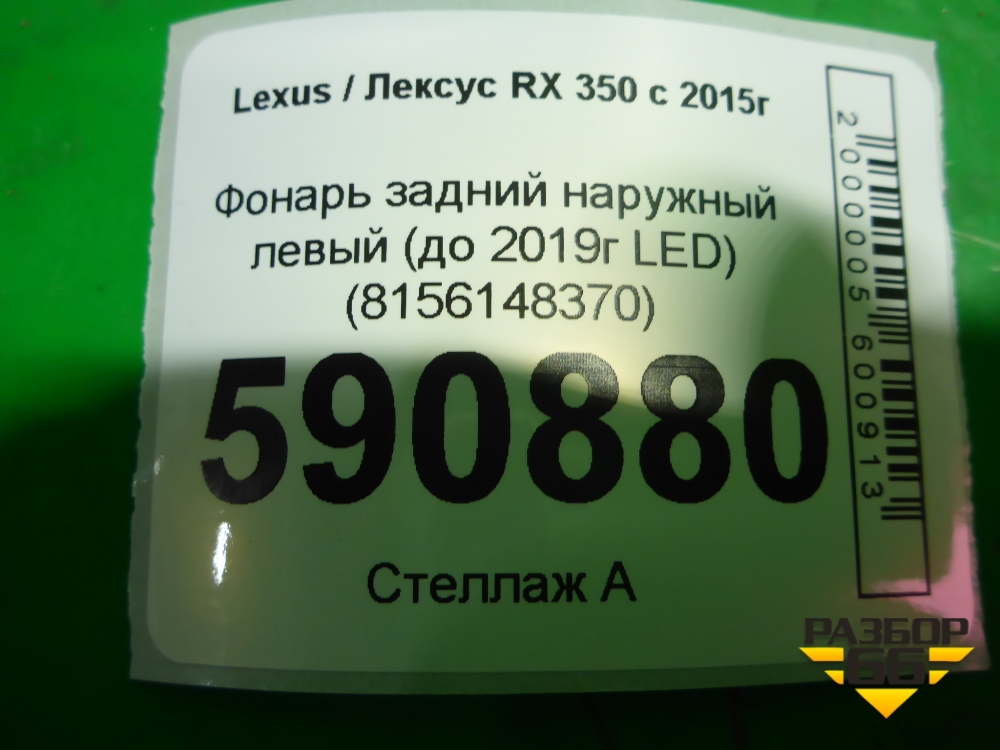 Lexus / Лексус RX 350 с 2015г
Фонарь задний наружный
левый (до 2019г LED)
(8156148370)
590880
Стеллаж А
2000005600913
РАЗБОР
66